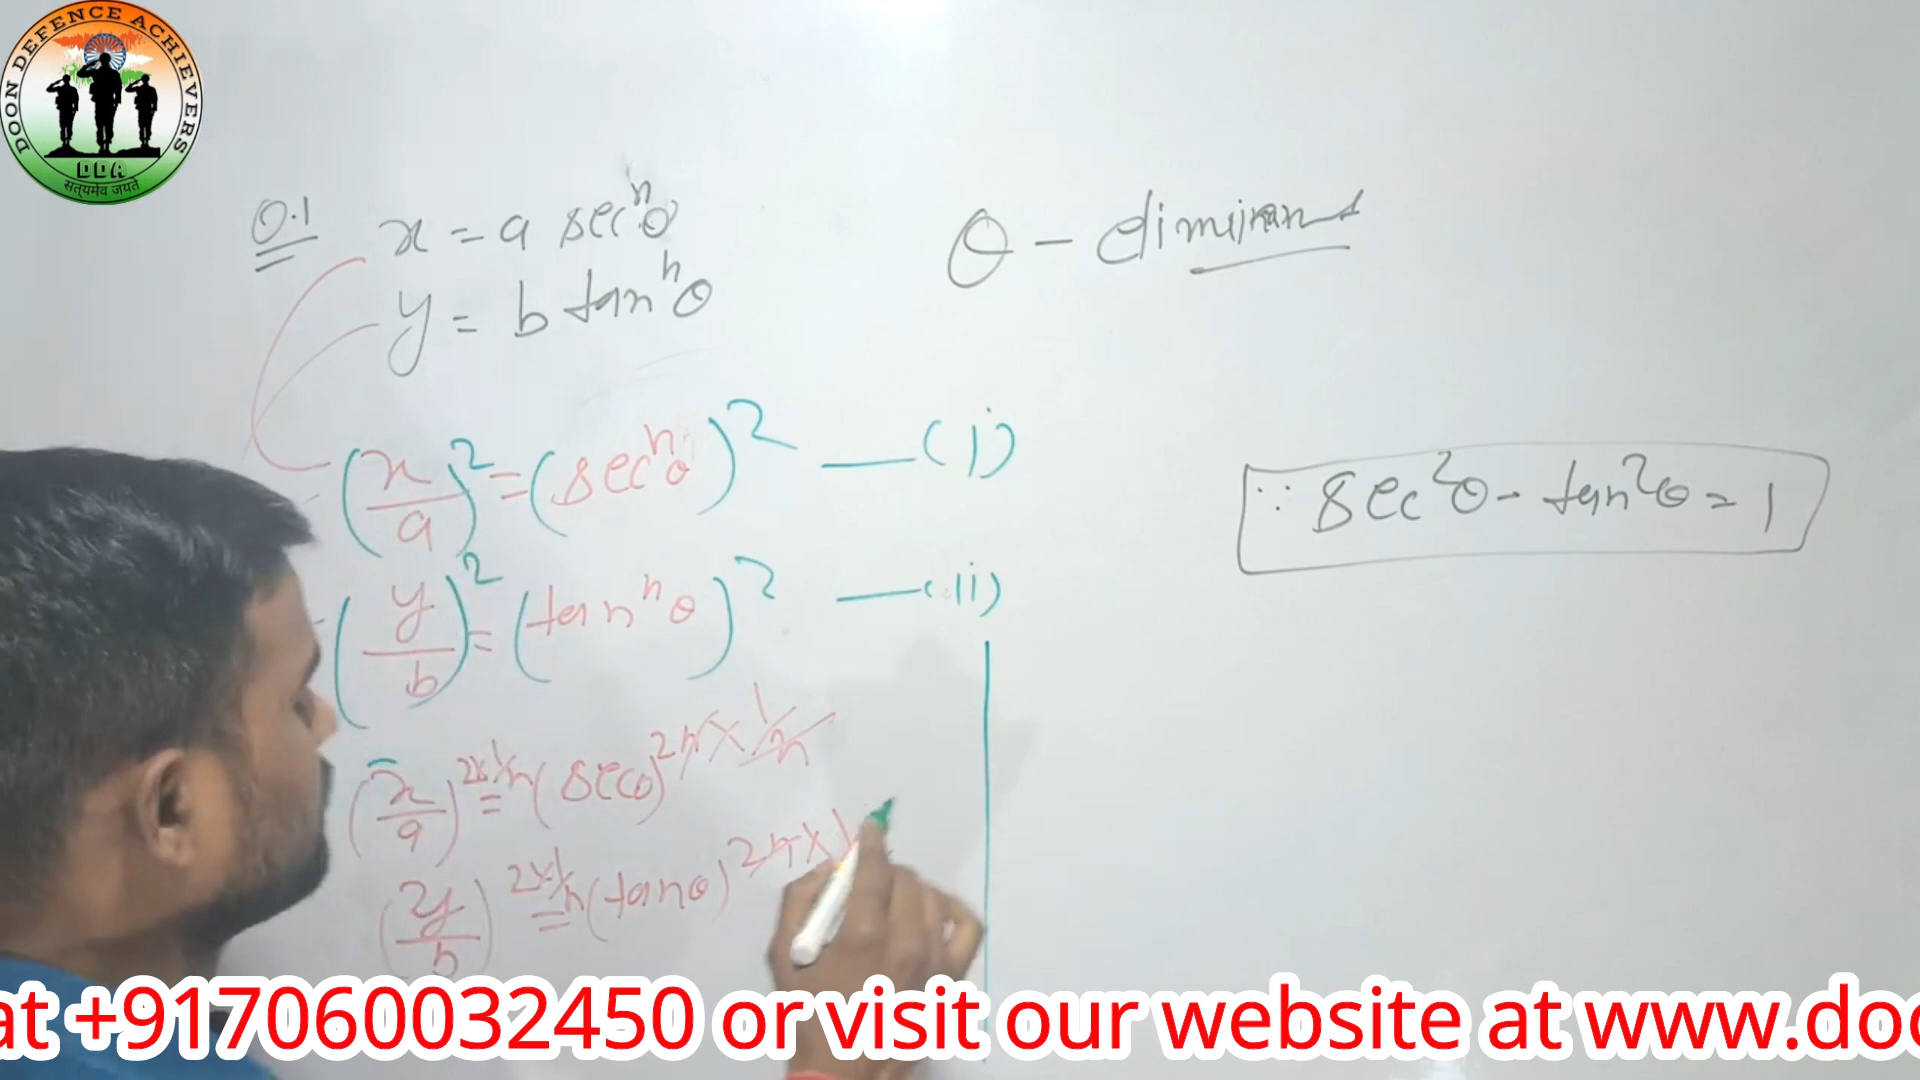 DOON DEFENCE ACHIEVERS
DDA
सत्यमेव जयते
Q.1 x = a secⁿθ
y = b tanⁿθ
θ -
(x/a)² = (secⁿθ)² —(i)
(y/b)² = (tanⁿθ)² —(ii)
∵ sec²θ - tan²θ = 1
(x/a)^(2×1/n) = (secθ)^(2n×1/n)
(y/b)^(2×1/n) = (tanθ)^(2n×1
at +917060032450 or visit our website at www.doo